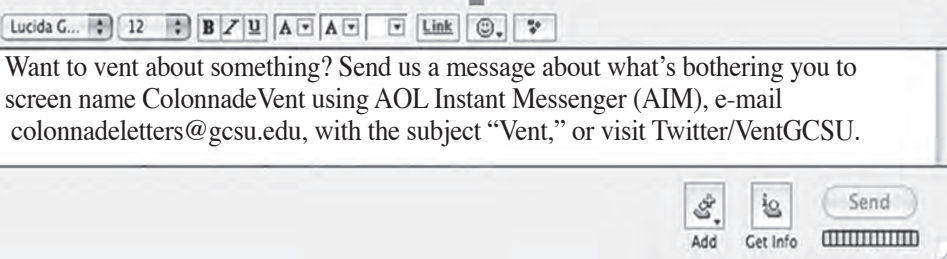 Lucida G... 12 B I U A A Link
Want to vent about something? Send us a message about what's bothering you to
screen name ColonnadeVent using AOL Instant Messenger (AIM), e-mail
colonnadeletters@gcsu.edu, with the subject “Vent,” or visit Twitter/VentGCSU.
Send
Add Get Info